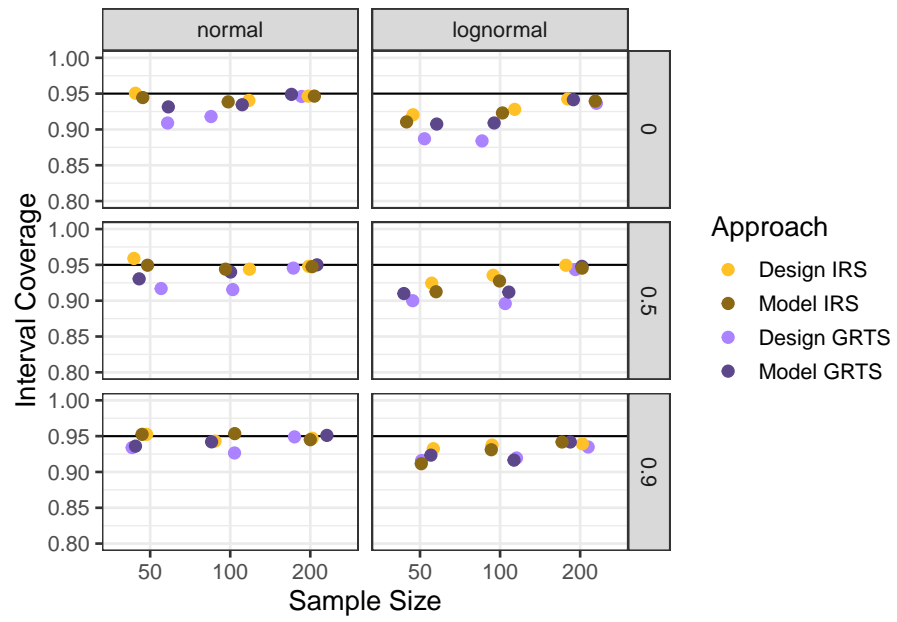 normal
lognormal
1.00
0.95
0.90
0.85
0.80
0
1.00
0.95
0.90
0.85
0.80
0.5
1.00
0.95
0.90
0.85
0.80
0.9
50
100
200
50
100
200
Interval Coverage
Sample Size
Approach
Design IRS
Model IRS
Design GRTS
Model GRTS